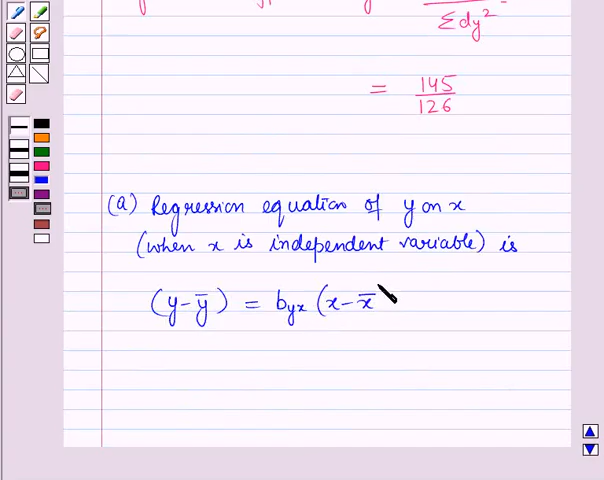 Σdy²
= 145/126
(a) Regression equation of y on x
(when x is independent variable) is
(y-ȳ) = byx (x-x̄